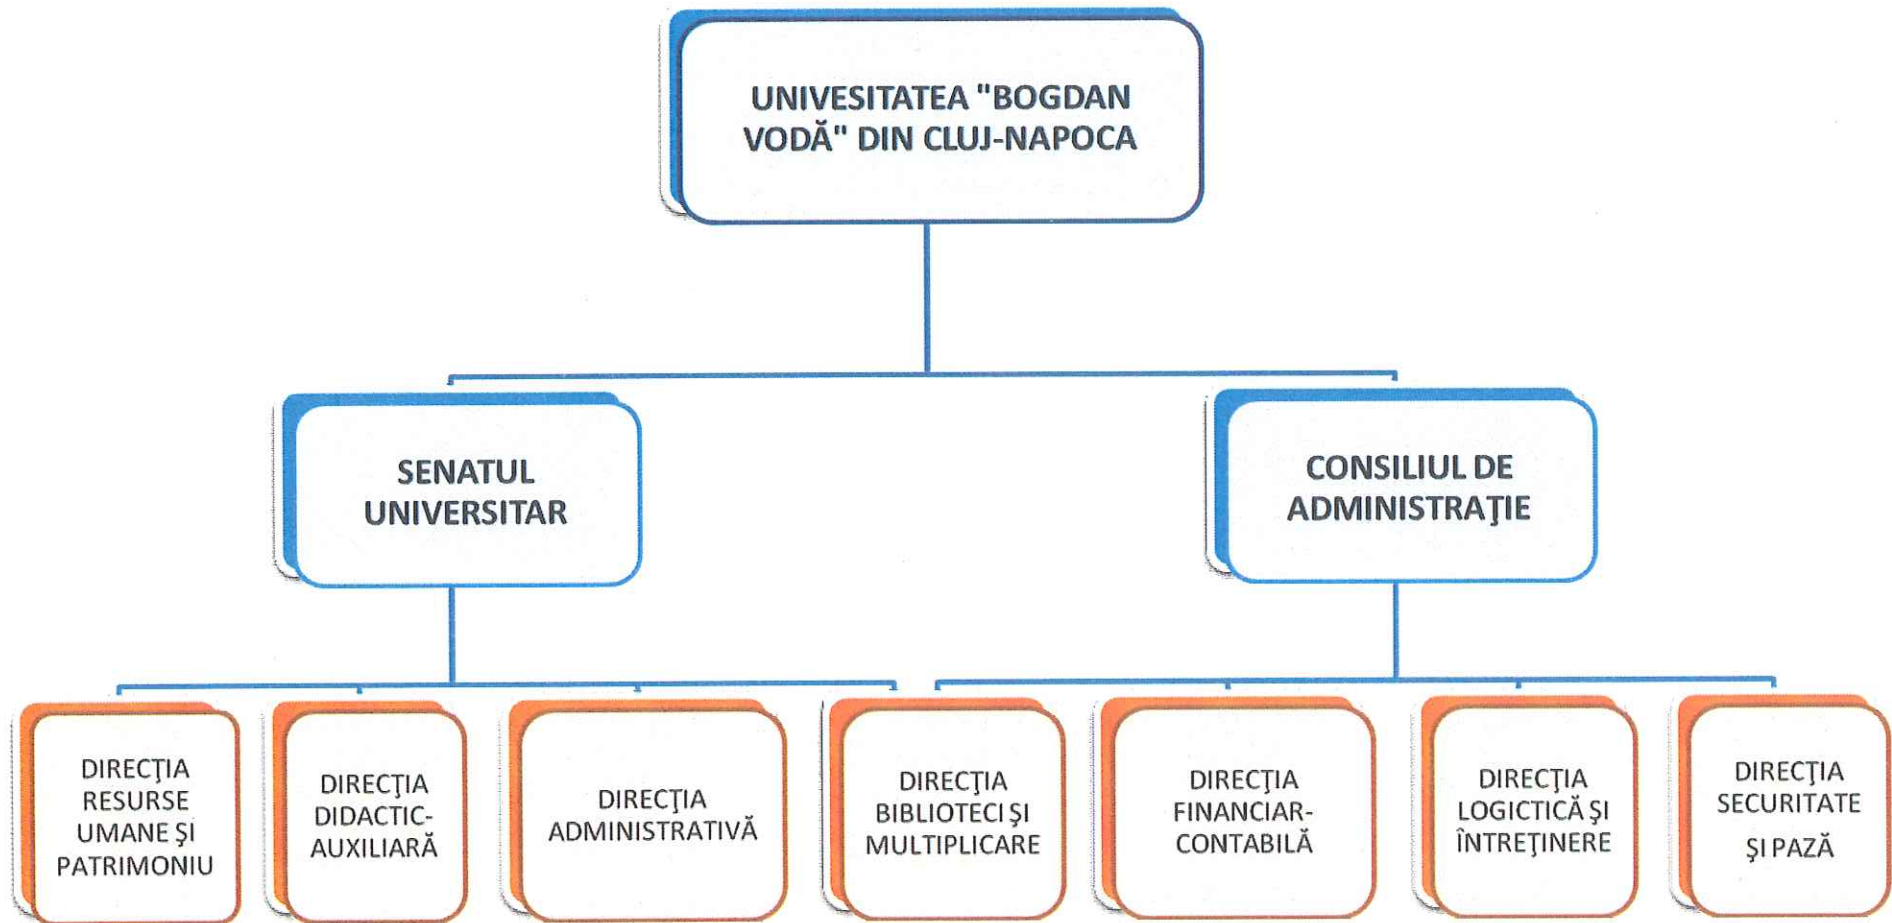 UNIVESITATEA "BOGDAN
VODĂ" DIN CLUJ-NAPOCA
SENATUL
UNIVERSITAR
CONSILIUL DE
ADMINISTRAŢIE
DIRECŢIA
RESURSE
UMANE ŞI
PATRIMONIU
DIRECŢIA
DIDACTIC-
AUXILIARĂ
DIRECŢIA
ADMINISTRATIVĂ
DIRECŢIA
BIBLIOTECI ŞI
MULTIPLICARE
DIRECŢIA
FINANCIAR-
CONTABILĂ
DIRECŢIA
LOGICTICĂ ŞI
ÎNTREŢINERE
DIRECŢIA
SECURITATE
ŞI PAZĂ